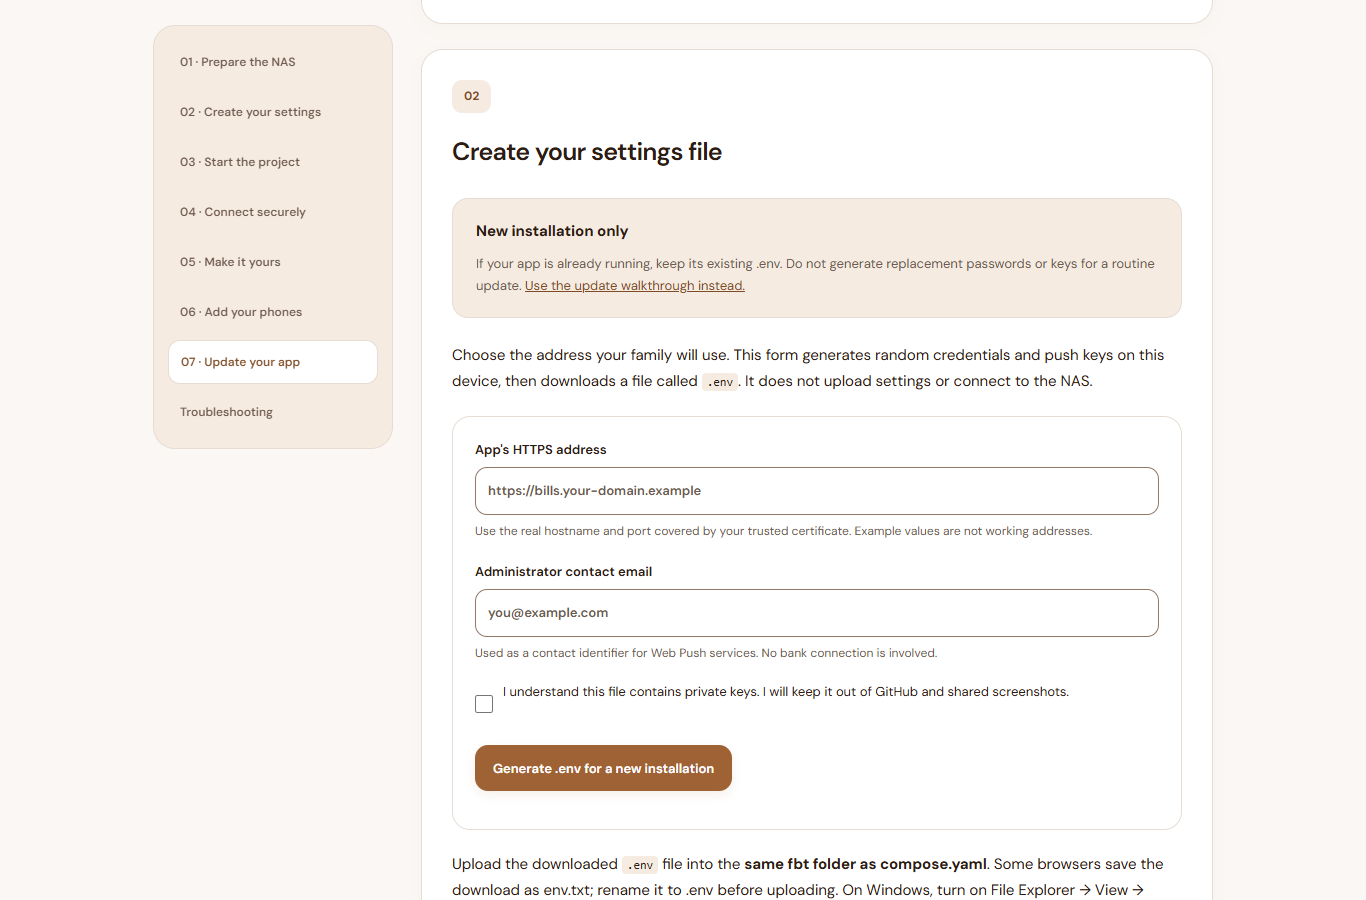 01 · Prepare the NAS
02 · Create your settings
03 · Start the project
04 · Connect securely
05 · Make it yours
06 · Add your phones
07 · Update your app
Troubleshooting
02
Create your settings file
New installation only
If your app is already running, keep its existing .env. Do not generate replacement passwords or keys for a routine
update. Use the update walkthrough instead.
Choose the address your family will use. This form generates random credentials and push keys on this
device, then downloads a file called .env. It does not upload settings or connect to the NAS.
App's HTTPS address
https://bills.your-domain.example
Use the real hostname and port covered by your trusted certificate. Example values are not working addresses.
Administrator contact email
you@example.com
Used as a contact identifier for Web Push services. No bank connection is involved.
I understand this file contains private keys. I will keep it out of GitHub and shared screenshots.
Generate .env for a new installation
Upload the downloaded .env file into the same fbt folder as compose.yaml. Some browsers save the
download as env.txt; rename it to .env before uploading. On Windows, turn on File Explorer → View →